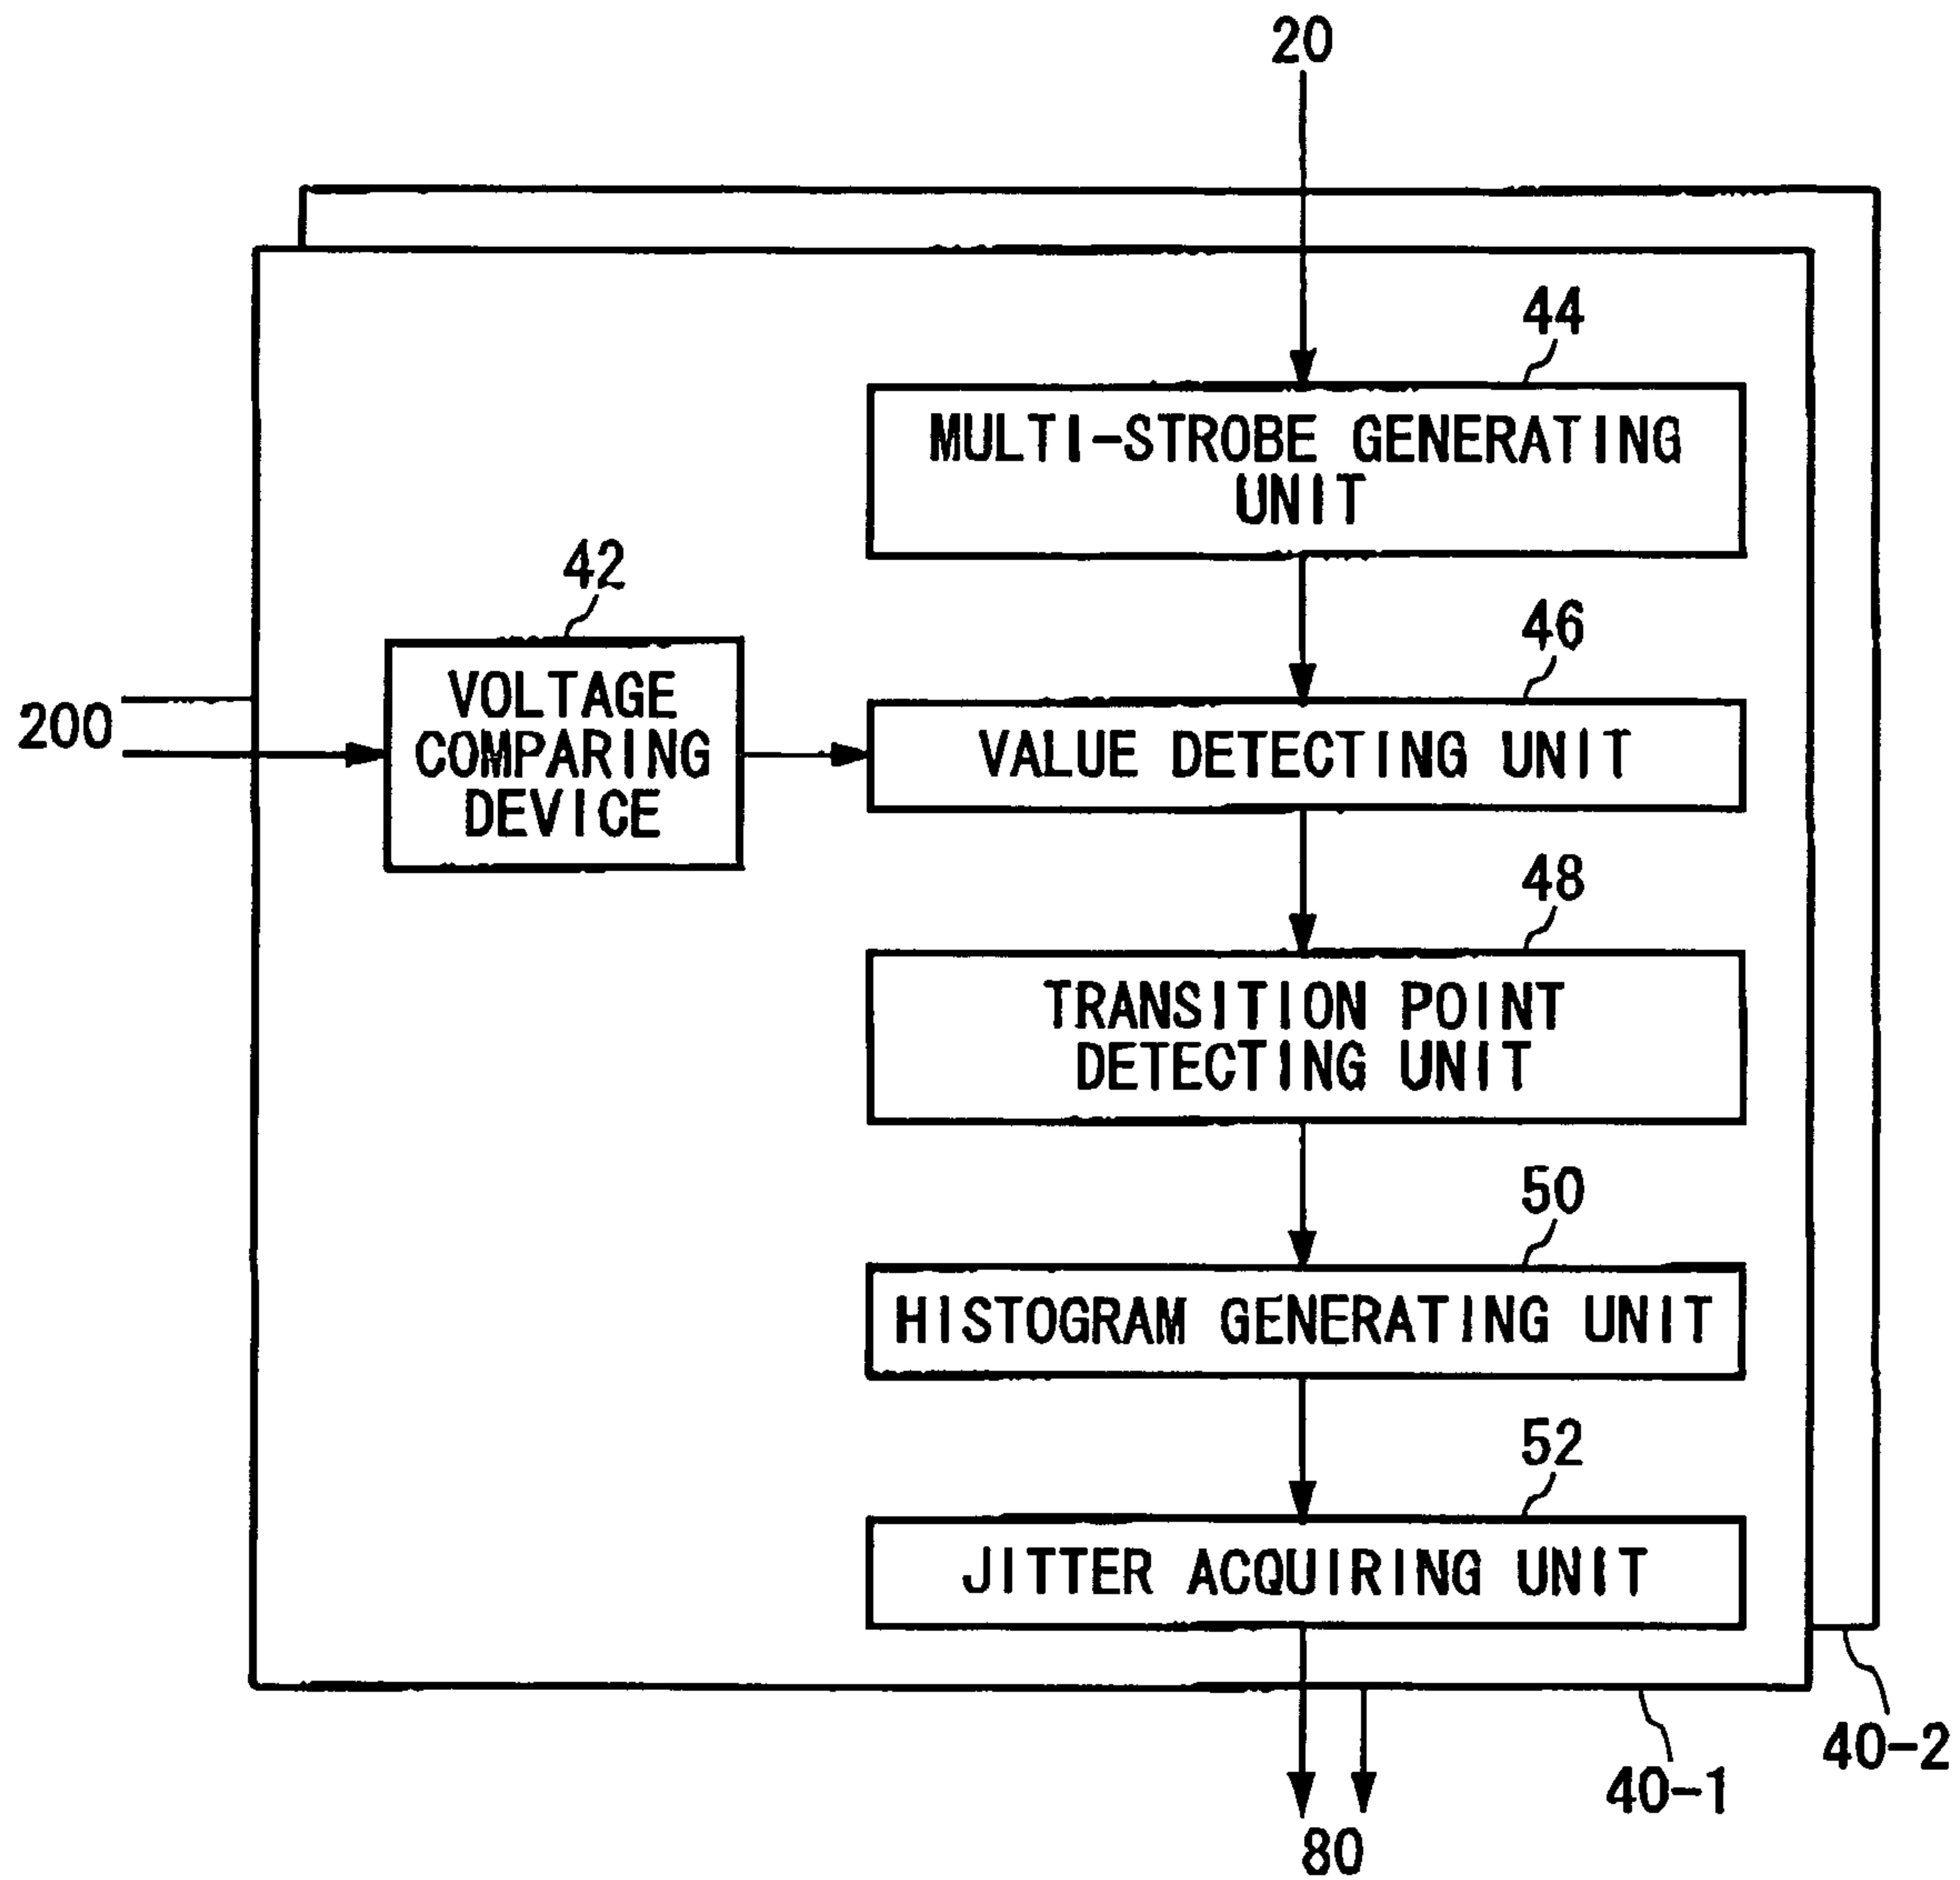 20
44
MULTI-STROBE GENERATING
UNIT
42
46
200
VOLTAGE
COMPARING
DEVICE
VALUE DETECTING UNIT
48
TRANSITION POINT
DETECTING UNIT
50
HISTOGRAM GENERATING UNIT
52
JITTER ACQUIRING UNIT
40-2
40-1
80